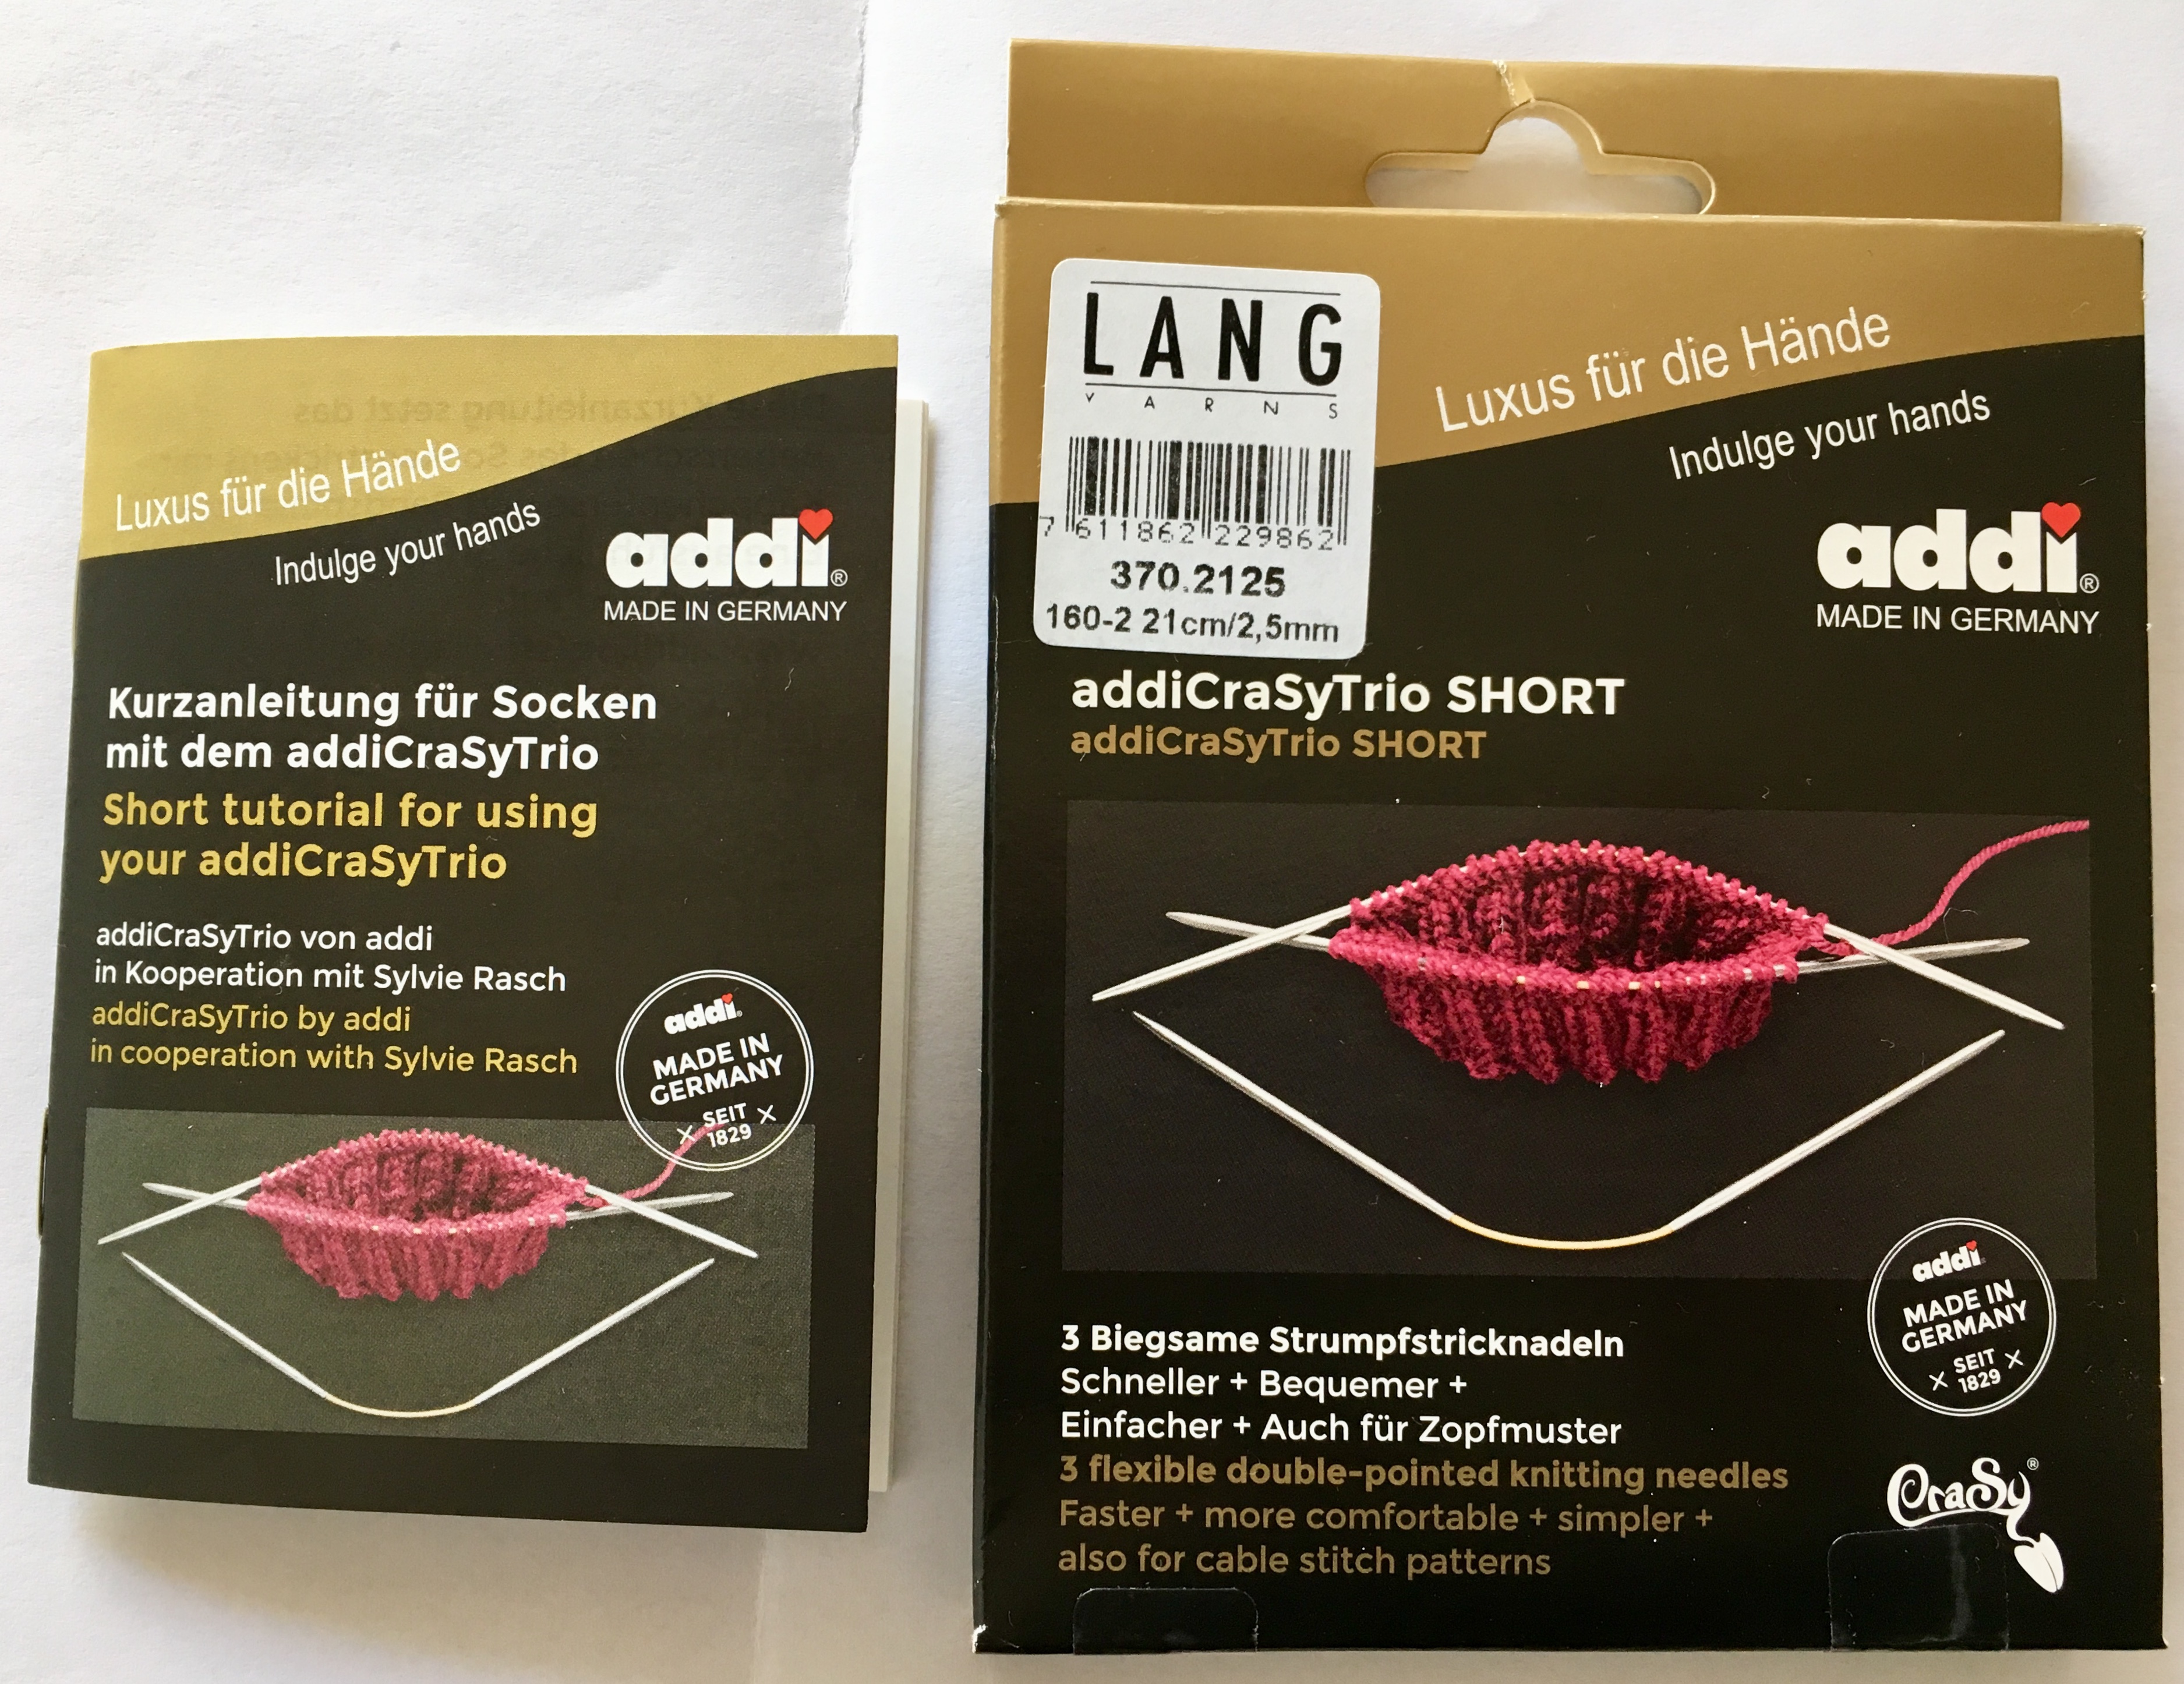 Luxus für die Hände
Indulge your hands
addi®
MADE IN GERMANY
Kurzanleitung für Socken
mit dem addiCraSyTrio
Short tutorial for using
your addiCraSyTrio
addiCraSyTrio von addi
in Kooperation mit Sylvie Rasch
addiCraSyTrio by addi
in cooperation with Sylvie Rasch
addi®
MADE IN
GERMANY
SEIT
1829
LANG
YARNS
7 611862 229862
370.2125
160-2 21cm/2,5mm
Luxus für die Hände
Indulge your hands
addi®
MADE IN GERMANY
addiCraSyTrio SHORT
addiCraSyTrio SHORT
3 Biegsame Strumpfstricknadeln
Schneller + Bequemer +
Einfacher + Auch für Zopfmuster
3 flexible double-pointed knitting needles
Faster + more comfortable + simpler +
also for cable stitch patterns
addi®
MADE IN
GERMANY
SEIT
1829
CraSy®